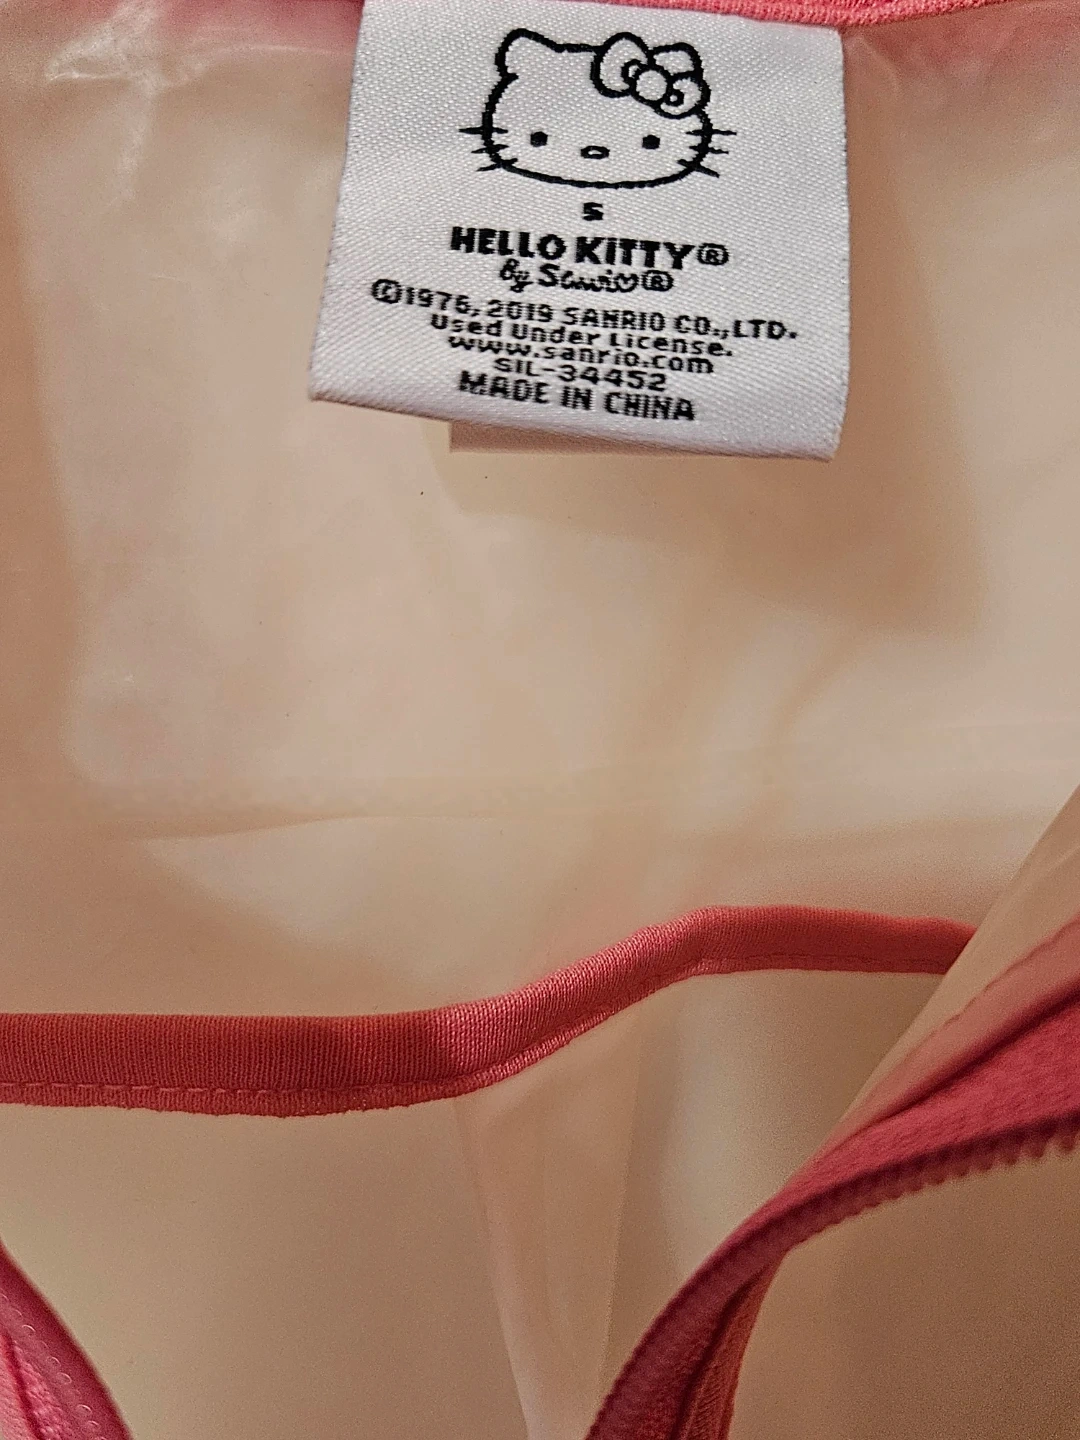 S
HELLO KITTY®
by Sanrio®
©1976, 2019 SANRIO CO., LTD.
Used Under License.
www.sanrio.com
SIL-34452
MADE IN CHINA